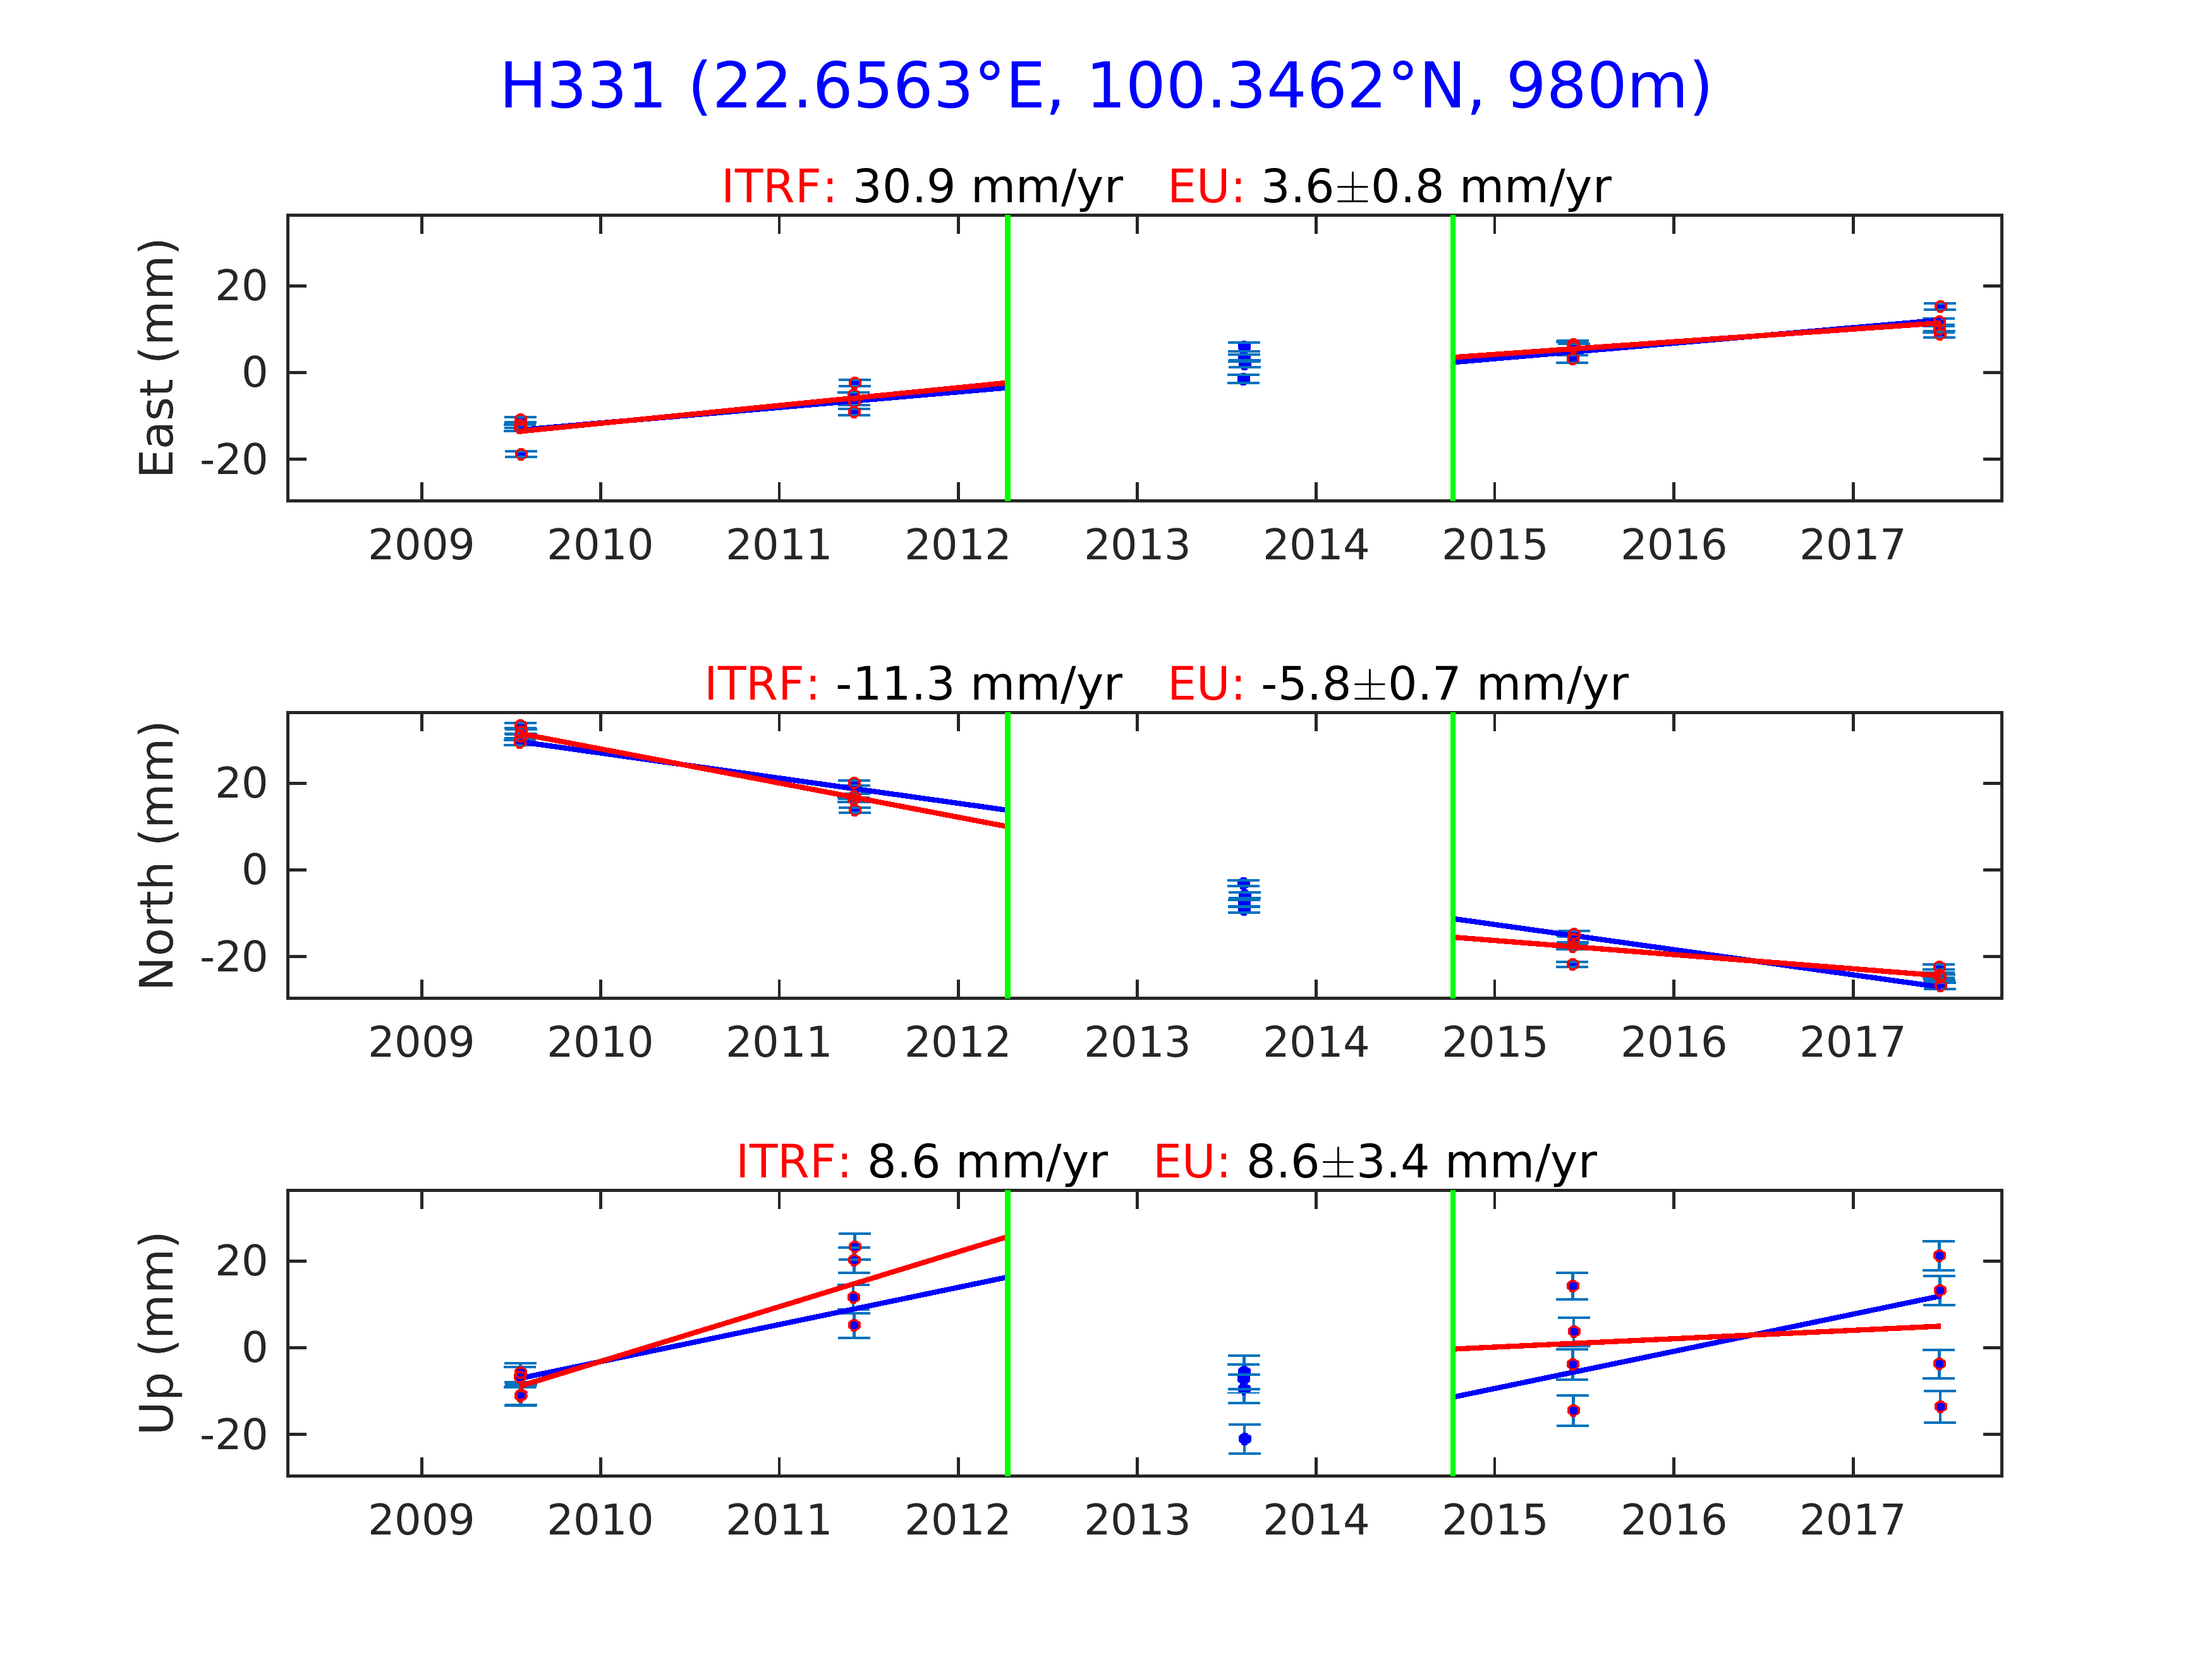 H331 (22.6563°E, 100.3462°N, 980m)
ITRF: 30.9 mm/yr EU: 3.6±0.8 mm/yr
East (mm)
20
0
-20
2009 2010 2011 2012 2013 2014 2015 2016 2017
ITRF: -11.3 mm/yr EU: -5.8±0.7 mm/yr
North (mm)
20
0
-20
2009 2010 2011 2012 2013 2014 2015 2016 2017
ITRF: 8.6 mm/yr EU: 8.6±3.4 mm/yr
Up (mm)
20
0
-20
2009 2010 2011 2012 2013 2014 2015 2016 2017